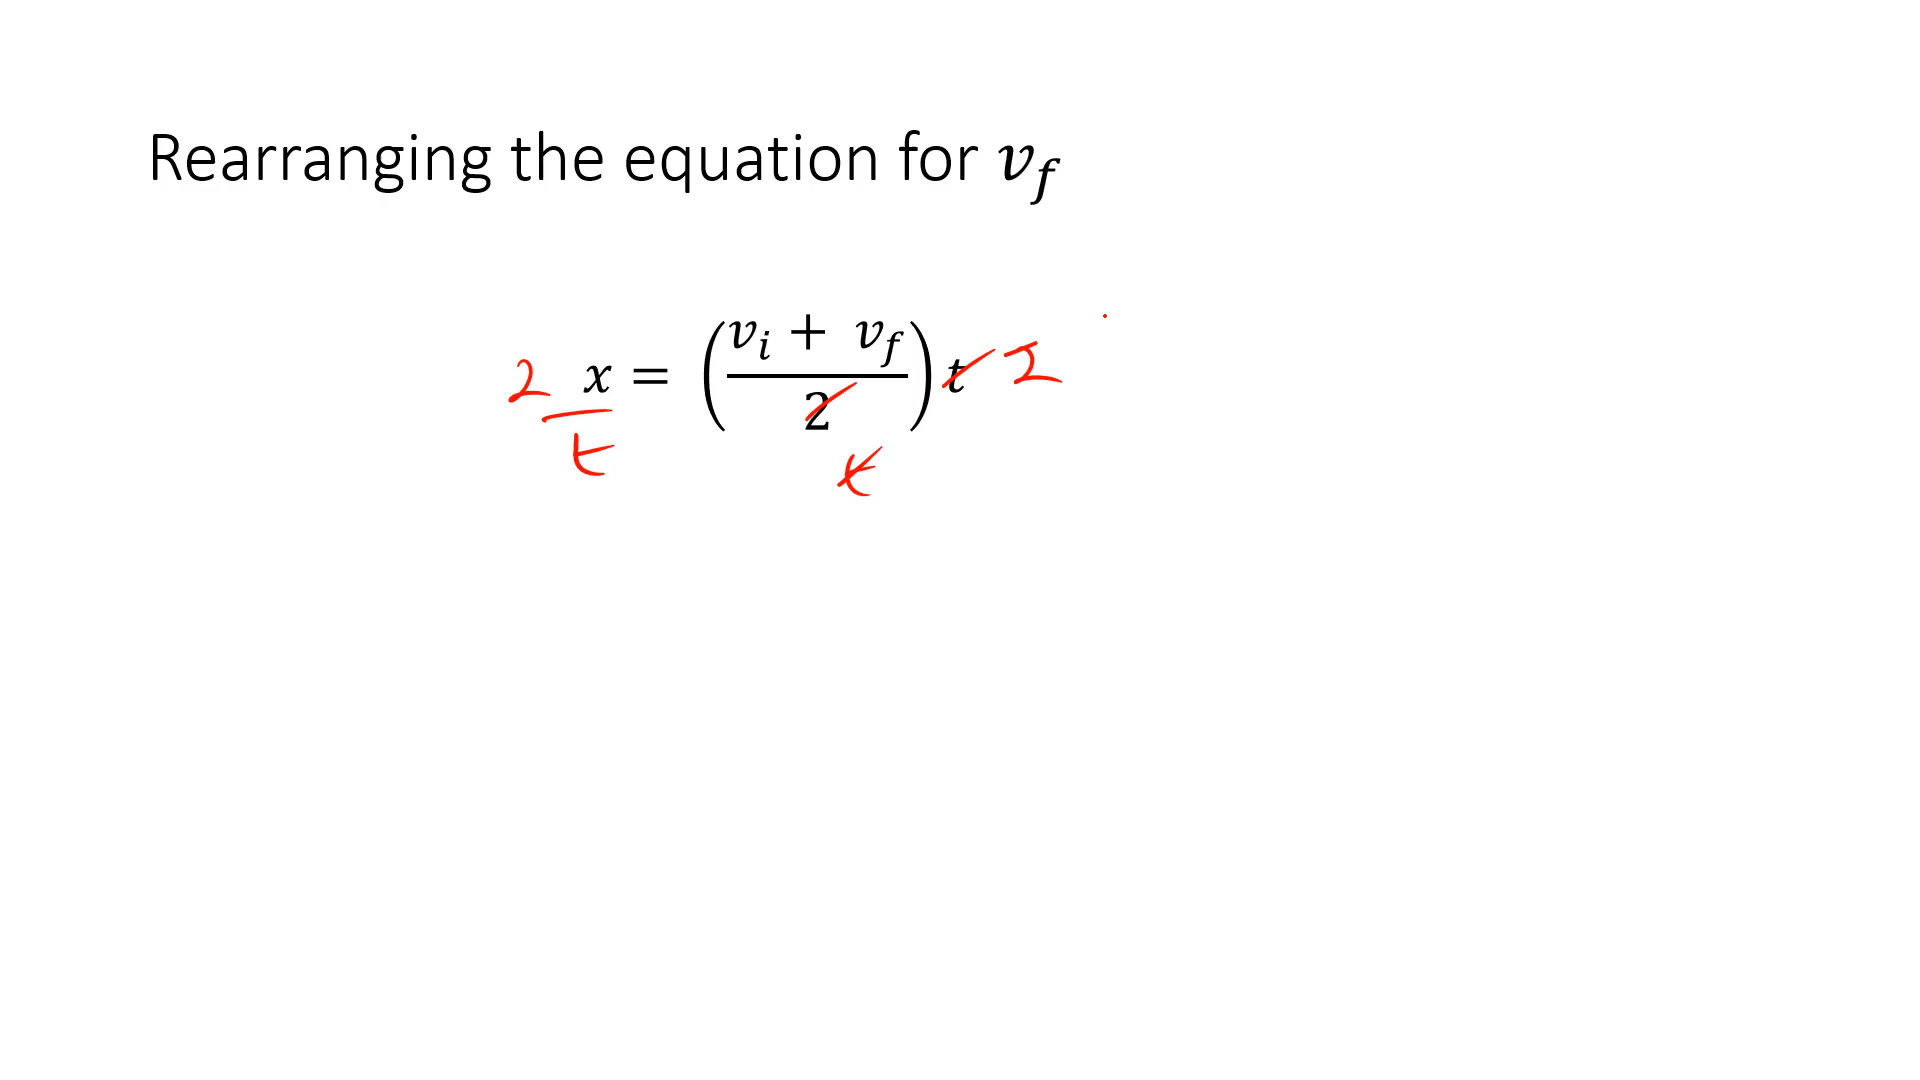 Rearranging the equation for v_f
2 x = (v_i + v_f / 2) t 2
t t